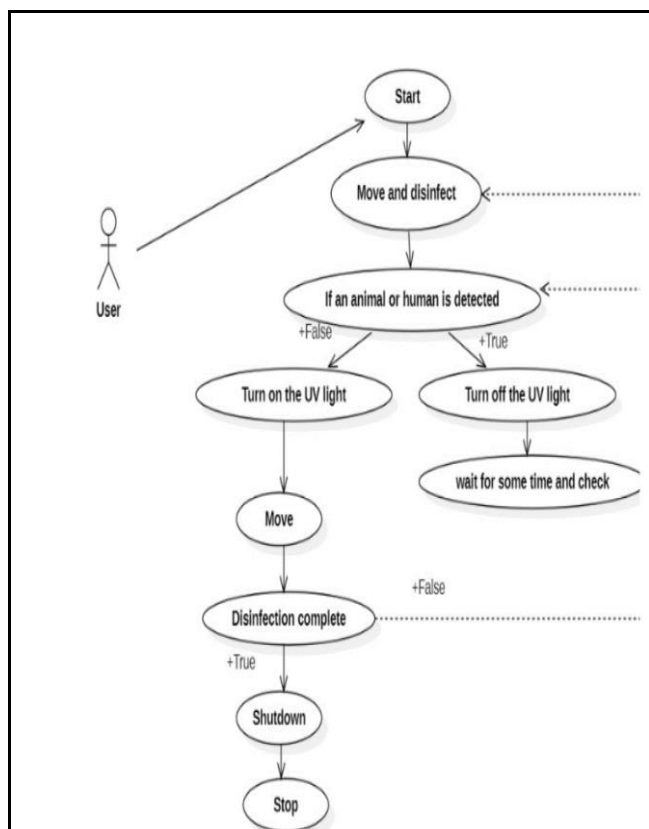 Start
Move and disinfect
User
If an animal or human is detected
+False
+True
Turn on the UV light
Turn off the UV light
wait for some time and check
Move
+False
Disinfection complete
+True
Shutdown
Stop